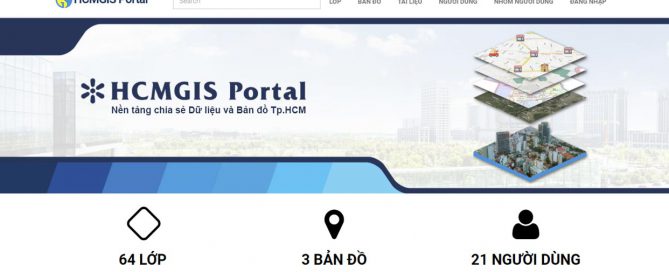 HCMGIS Portal
Search
LỚP BẢN ĐỒ TÀI LIỆU NGƯỜI DÙNG NHÓM NGƯỜI DÙNG ĐĂNG NHẬP
HCMGIS Portal
Nền tảng chia sẻ Dữ liệu và Bản đồ Tp.HCM
64 LỚP
3 BẢN ĐỒ
21 NGƯỜI DÙNG